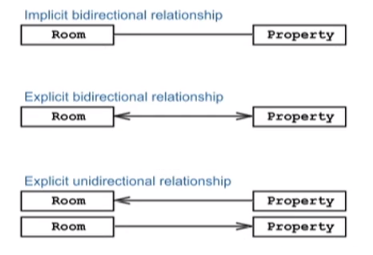 Implicit bidirectional relationship
Room Property
Explicit bidirectional relationship
Room Property
Explicit unidirectional relationship
Room Property
Room Property